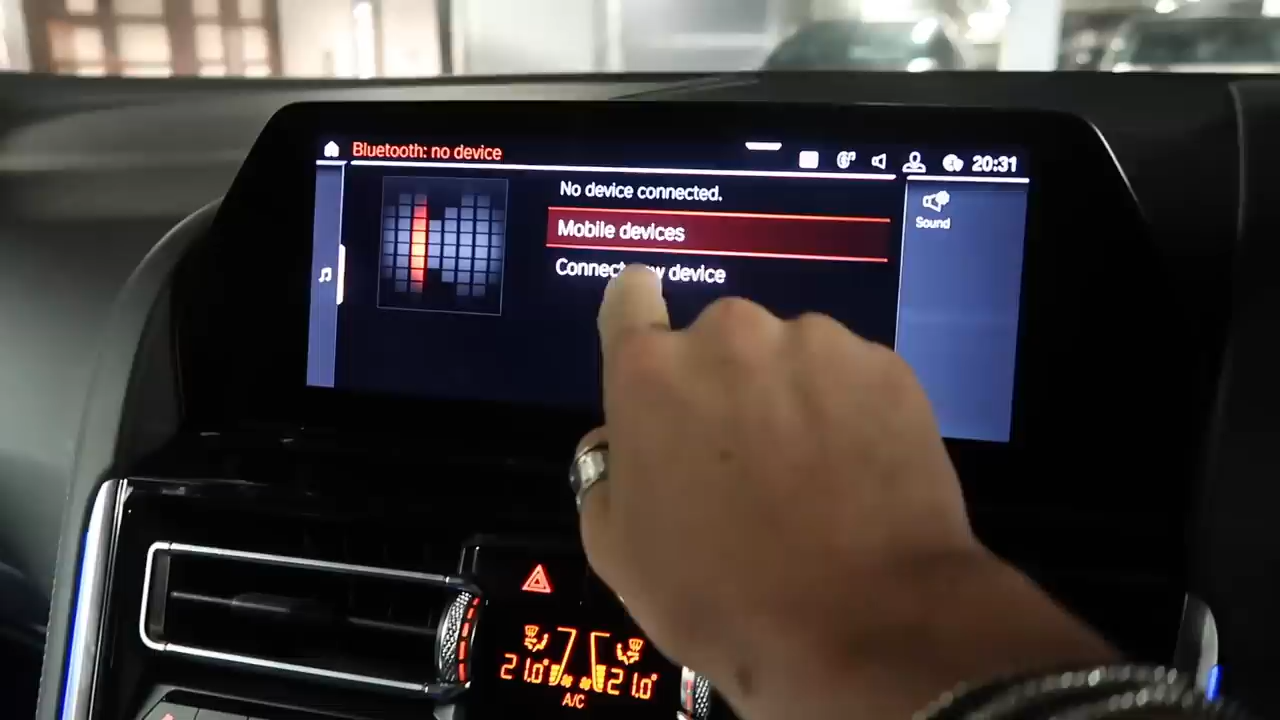 Bluetooth: no device
20:31
No device connected.
Sound
Mobile devices
Connect device
21.0°
21.0°
A/C